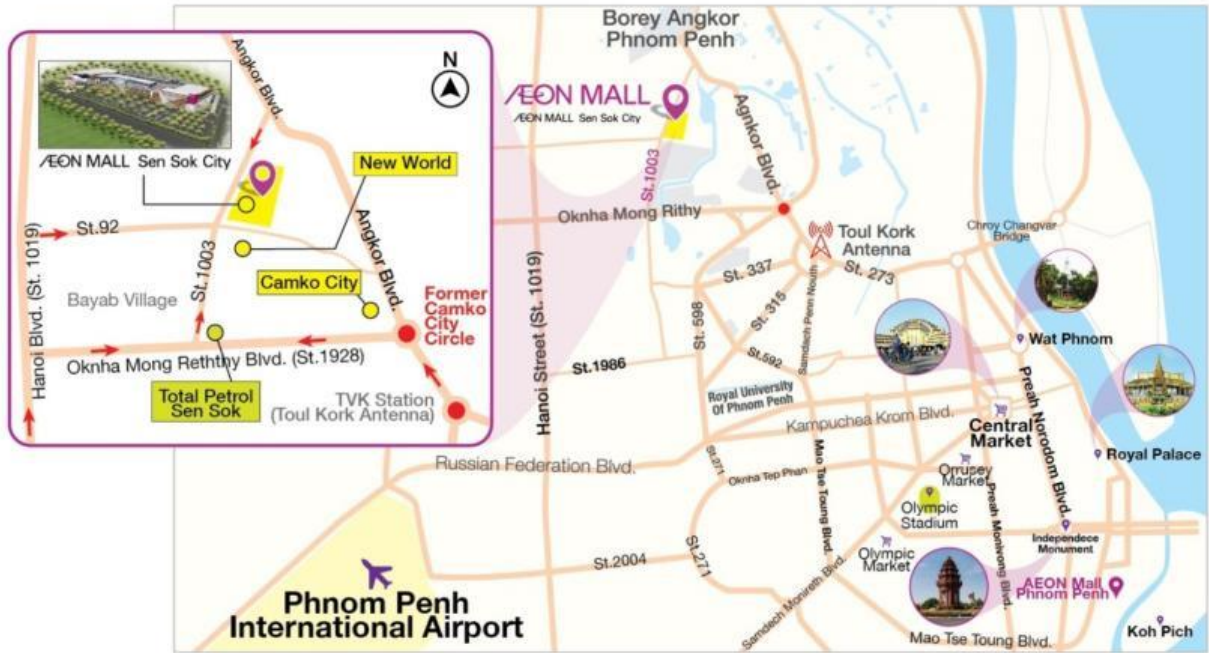 Angkor Blvd.
N
ÆON MALL Sen Sok City
New World
St.92
Hanoi Blvd. (St. 1019)
St.1003
Angkor Blvd.
Bayab Village
Camko City
Former
Camko
City
Circle
Oknha Mong Reththy Blvd. (St.1928)
Total Petrol
Sen Sok
TVK Station
(Toul Kork Antenna)
Borey Angkor
Phnom Penh
ÆON MALL
ÆON MALL Sen Sok City
St.1003
Agnkor Blvd.
Oknha Mong Rithy
Toul Kork
Antenna
Chroy Changvar
Bridge
St. 337
St. 273
St. 315
Samdach Penn Nouth
Hanoi Street (St. 1019)
St. 598
St.592
St.1986
Wat Phnom
Royal University
Of Phnom Penh
Kampuchea Krom Blvd.
Central
Market
Preah Norodom Blvd.
Royal Palace
Russian Federation Blvd.
St.271
Oknha Tep Phan
Mao Tse Toung Blvd.
Orrusey
Market
Preah Monivong Blvd.
Olympic
Stadium
Independece
Monument
Olympic
Market
St.2004
St.271
Samdech Monireth Blvd.
AEON Mall
Phnom Penh
Phnom Penh
International Airport
Mao Tse Toung Blvd.
Koh Pich